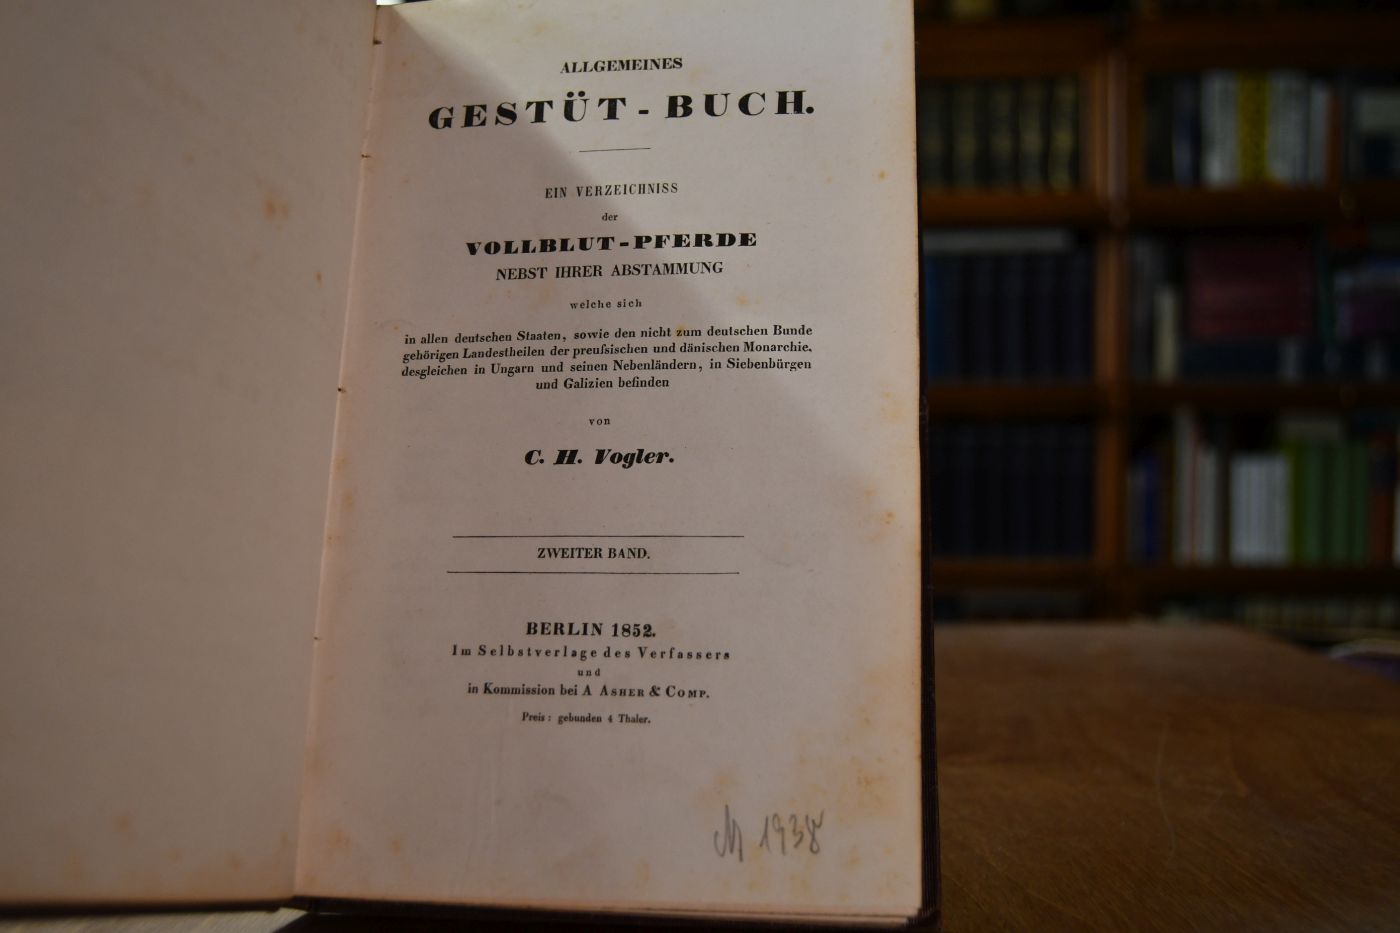 ALLGEMEINES
GESTÜT-BUCH.
EIN VERZEICHNISS
der
VOLLBLUT-PFERDE
NEBST IHRER ABSTAMMUNG
welche sich
in allen deutschen Staaten, sowie den nicht zum deutschen Bunde
gehörigen Landestheilen der preuſsischen und dänischen Monarchie,
desgleichen in Ungarn und seinen Nebenländern, in Siebenbürgen
und Galizien befinden
von
C. H. Vogler.
ZWEITER BAND.
BERLIN 1852.
Im Selbstverlage des Verfassers
und
in Kommission bei A ASHER & COMP.
Preis: gebunden 4 Thaler.
M 1938